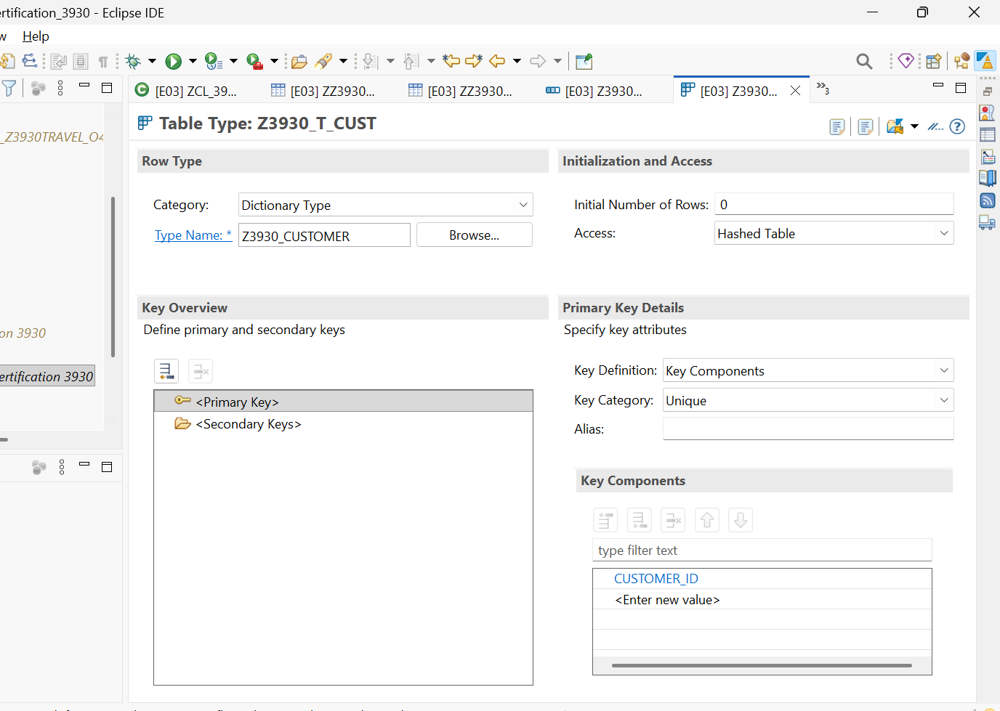 ertification_3930 - Eclipse IDE
w Help
[E03] ZCL_39... [E03] ZZ3930... [E03] ZZ3930... [E03] Z3930... [E03] Z3930... »3
Table Type: Z3930_T_CUST
_Z3930TRAVEL_O4
on 3930
ertification 3930
Row Type
Category: Dictionary Type
Type Name: * Z3930_CUSTOMER Browse...
Initialization and Access
Initial Number of Rows: 0
Access: Hashed Table
Key Overview
Define primary and secondary keys
<Primary Key>
<Secondary Keys>
Primary Key Details
Specify key attributes
Key Definition: Key Components
Key Category: Unique
Alias:
Key Components
type filter text
CUSTOMER_ID
<Enter new value>